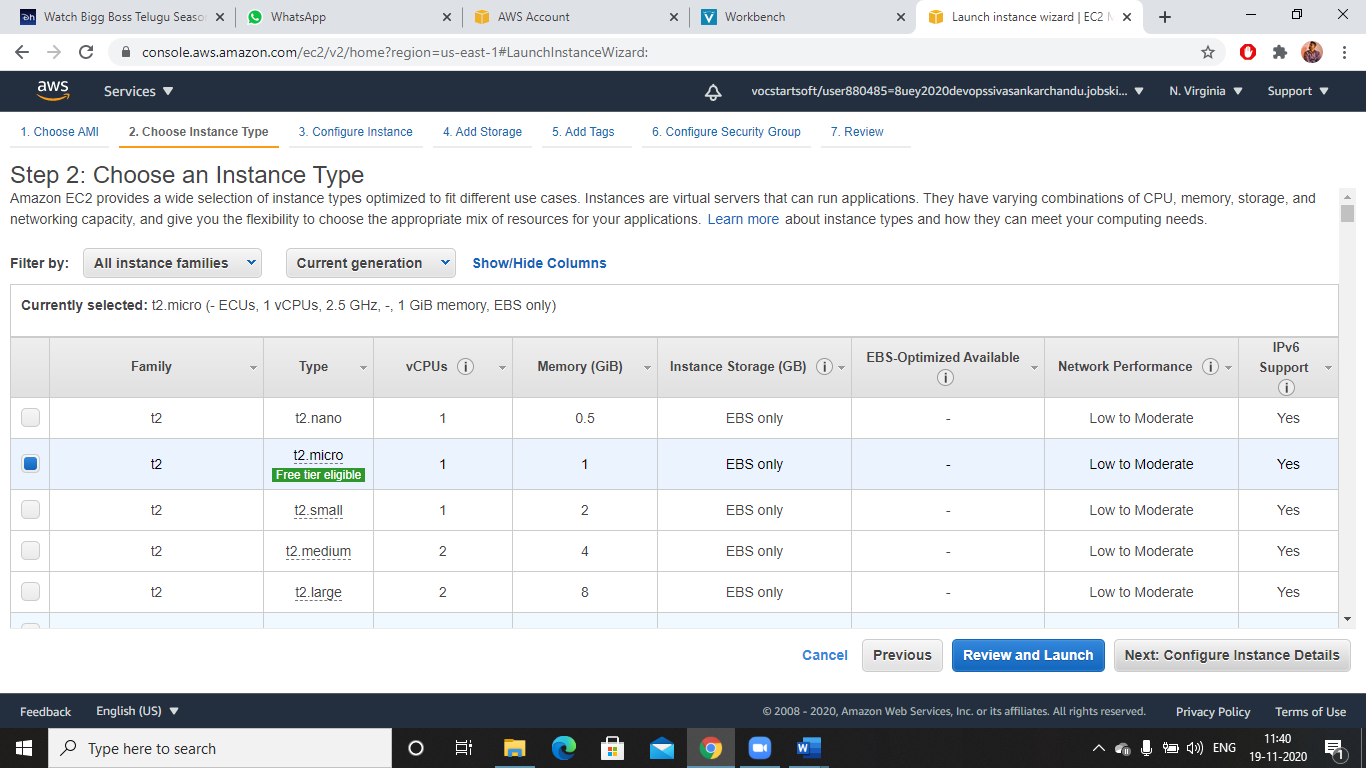 Watch Bigg Boss Telugu Seaso
WhatsApp
AWS Account
Workbench
Launch instance wizard | EC2 M
console.aws.amazon.com/ec2/v2/home?region=us-east-1#LaunchInstanceWizard:
aws
Services
vocstartsoft/user880485=8uey2020devopssivasankarchandu.jobski...
N. Virginia
Support
1. Choose AMI
2. Choose Instance Type
3. Configure Instance
4. Add Storage
5. Add Tags
6. Configure Security Group
7. Review
Step 2: Choose an Instance Type
Amazon EC2 provides a wide selection of instance types optimized to fit different use cases. Instances are virtual servers that can run applications. They have varying combinations of CPU, memory, storage, and
networking capacity, and give you the flexibility to choose the appropriate mix of resources for your applications. Learn more about instance types and how they can meet your computing needs.
Filter by: All instance families Current generation Show/Hide Columns
Currently selected: t2.micro (- ECUs, 1 vCPUs, 2.5 GHz, -, 1 GiB memory, EBS only)
Family Type vCPUs Memory (GiB) Instance Storage (GB) EBS-Optimized Available Network Performance IPv6 Support
t2 t2.nano 1 0.5 EBS only - Low to Moderate Yes
t2 t2.micro Free tier eligible 1 1 EBS only - Low to Moderate Yes
t2 t2.small 1 2 EBS only - Low to Moderate Yes
t2 t2.medium 2 4 EBS only - Low to Moderate Yes
t2 t2.large 2 8 EBS only - Low to Moderate Yes
Cancel Previous Review and Launch Next: Configure Instance Details
Feedback English (US) © 2008 - 2020, Amazon Web Services, Inc. or its affiliates. All rights reserved. Privacy Policy Terms of Use
Type here to search
ENG
11:40
19-11-2020
1